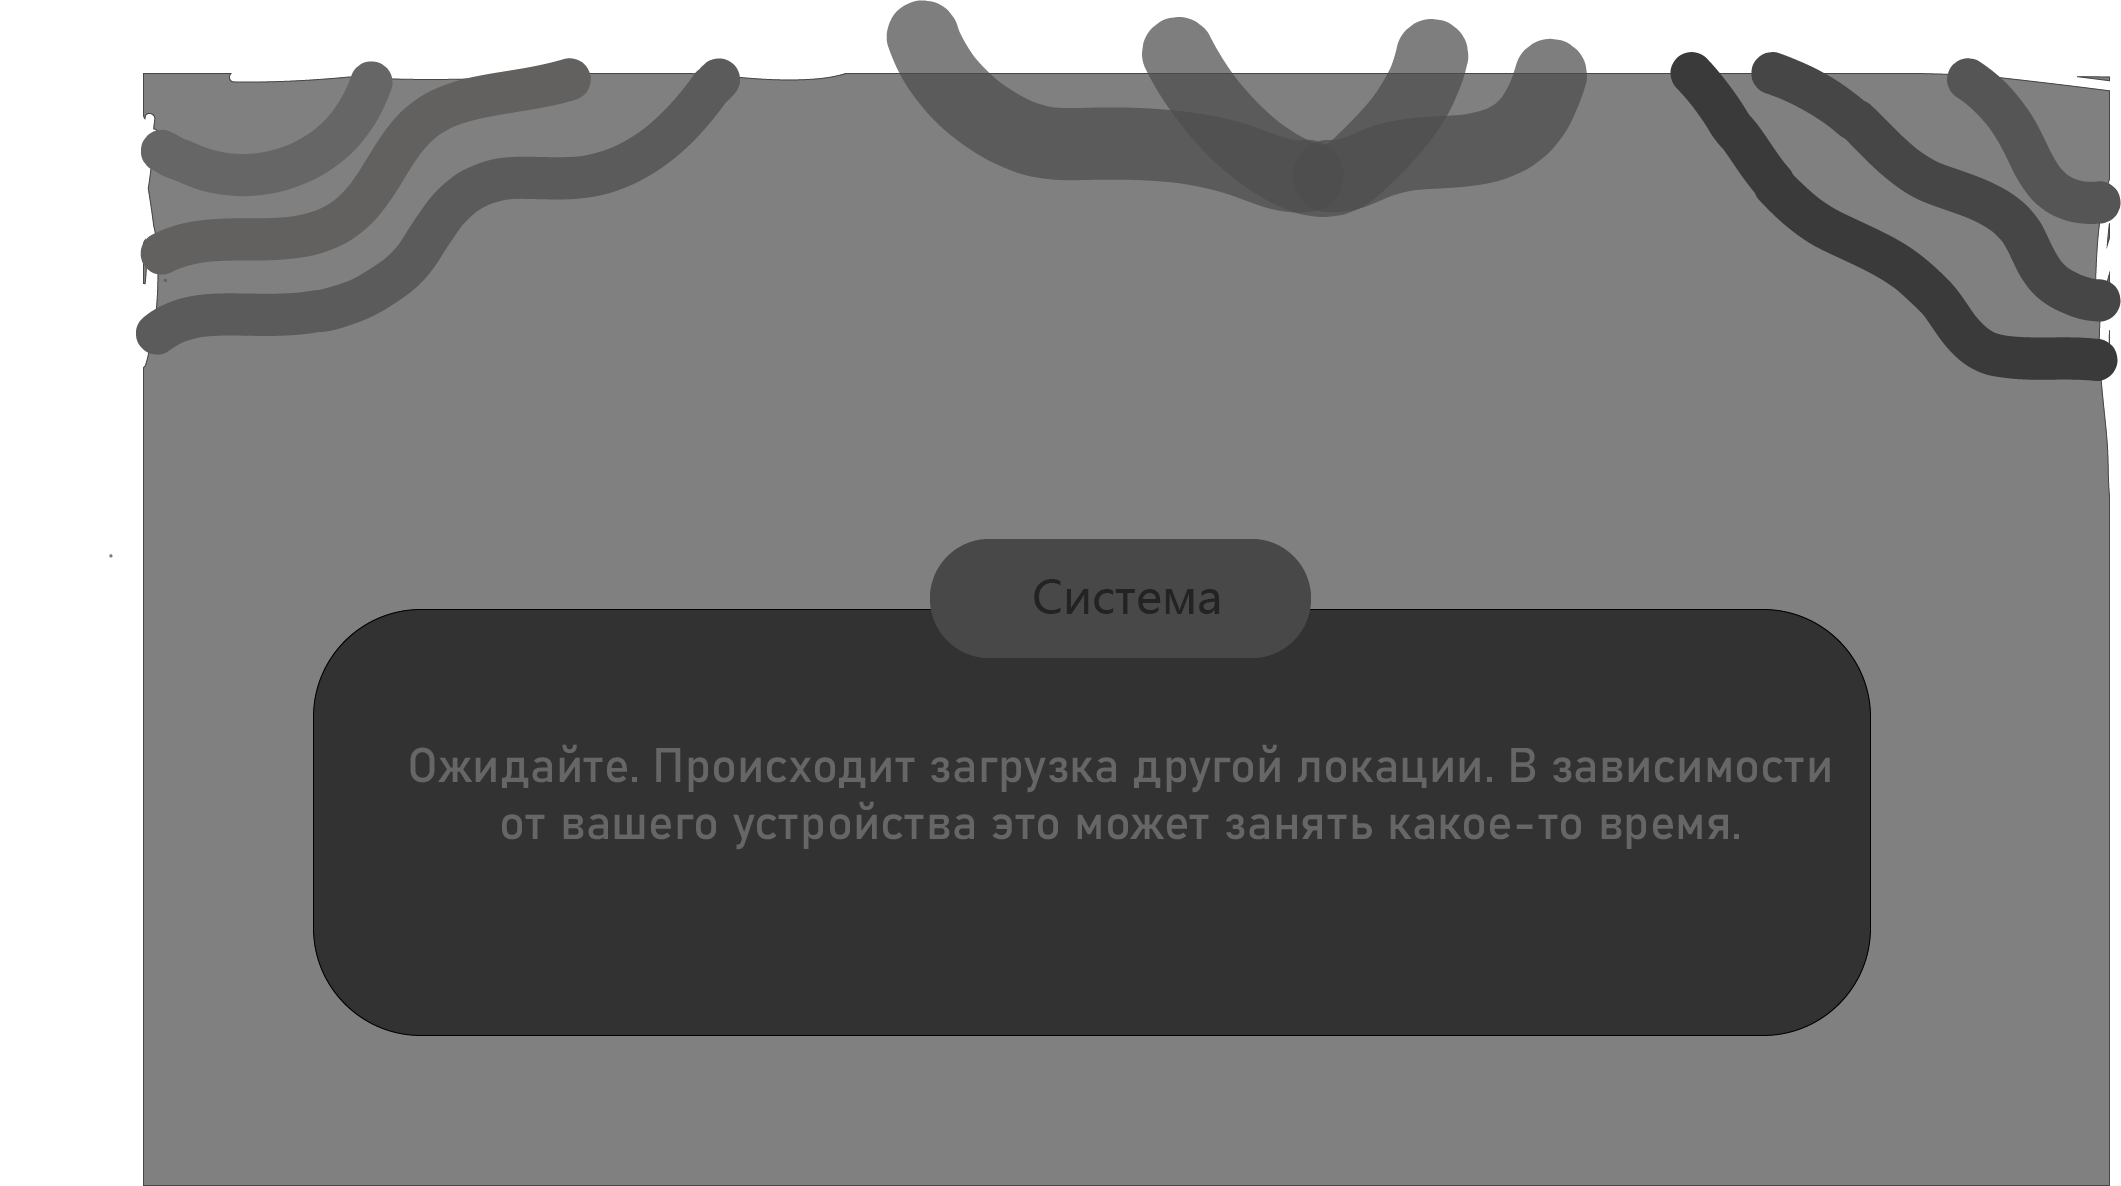 Система
Ожидайте. Происходит загрузка другой локации. В зависимости
от вашего устройства это может занять какое-то время.